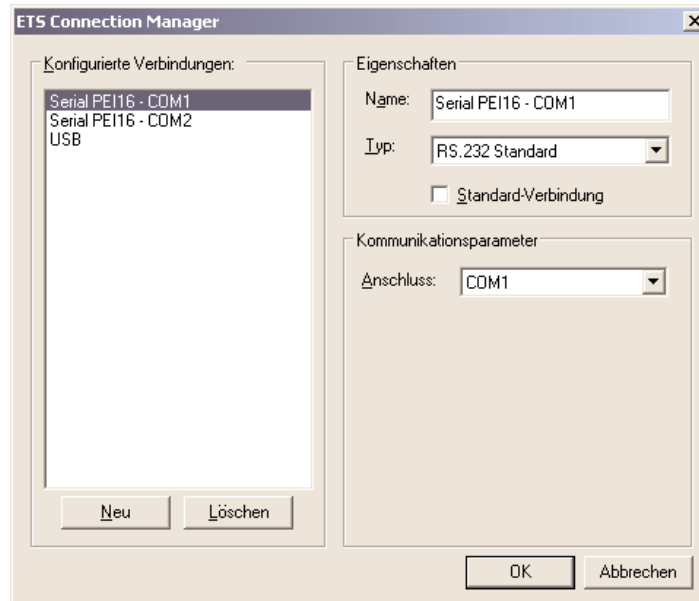 ETS Connection Manager
Konfigurierte Verbindungen:
Serial PEI16 - COM1
Serial PEI16 - COM2
USB
Neu
Löschen
Eigenschaften
Name:
Serial PEI16 - COM1
Typ:
RS.232 Standard
Standard-Verbindung
Kommunikationsparameter
Anschluss:
COM1
OK
Abbrechen